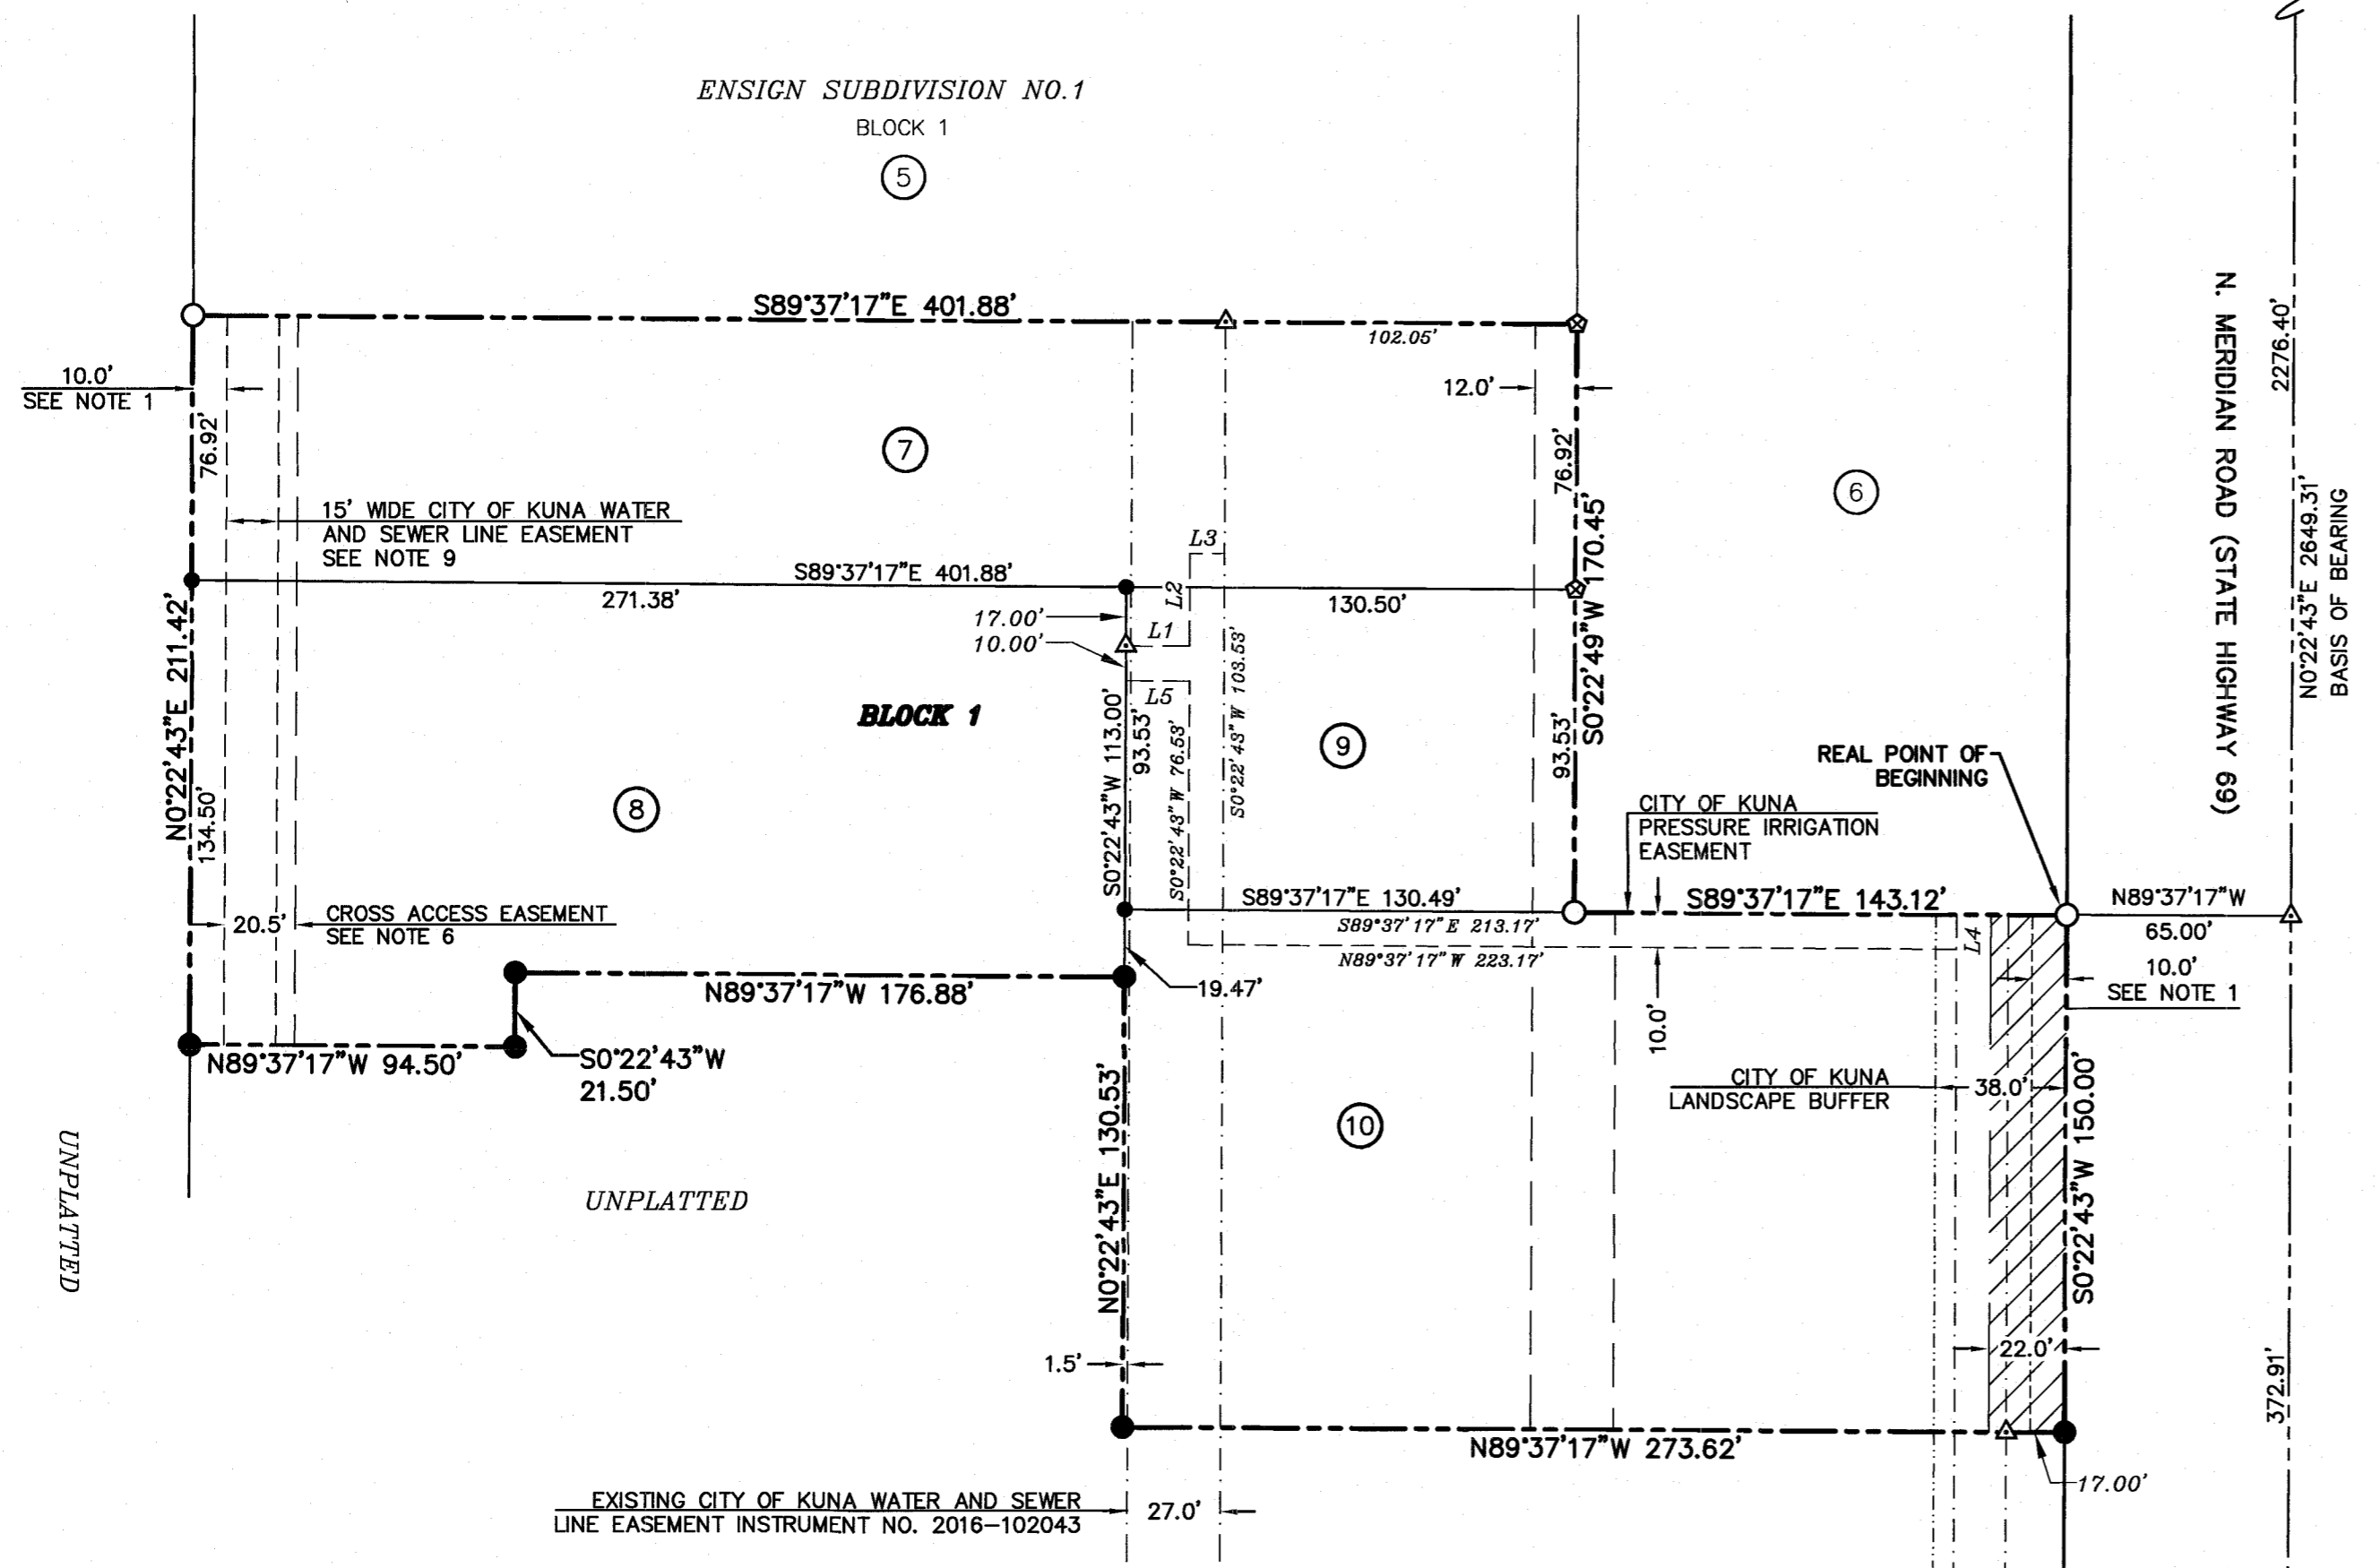 ENSIGN SUBDIVISION NO.1
BLOCK 1
5
S89°37'17"E 401.88'
102.05'
10.0'
SEE NOTE 1
12.0'
76.92'
76.92'
7
6
15' WIDE CITY OF KUNA WATER
AND SEWER LINE EASEMENT
SEE NOTE 9
S0°22'49"W 170.45'
N. MERIDIAN ROAD (STATE HIGHWAY 69)
2276.40'
N0°22'43"E 2649.31'
BASIS OF BEARING
L3
S89°37'17"E 401.88'
271.38'
130.50'
17.00'
10.00'
L2
L1
L5
N0°22'43"E 211.42'
134.50'
BLOCK 1
8
S0°22'43"W 113.00'
93.53'
S0°22'43"W 76.53'
S0°22'43"W 103.53'
9
93.53'
REAL POINT OF
BEGINNING
CITY OF KUNA
PRESSURE IRRIGATION
EASEMENT
S89°37'17"E 130.49'
S89°37'17"E 213.17'
N89°37'17"W 223.17'
S89°37'17"E 143.12'
N89°37'17"W
65.00'
L4
10.0'
SEE NOTE 1
20.5'
CROSS ACCESS EASEMENT
SEE NOTE 6
N89°37'17"W 176.88'
19.47'
10.0'
N89°37'17"W 94.50'
S0°22'43"W
21.50'
CITY OF KUNA
LANDSCAPE BUFFER
38.0'
S0°22'43"W 150.00'
10
N0°22'43"E 130.53'
UNPLATTED
UNPLATTED
1.5'
22.0'
372.91'
N89°37'17"W 273.62'
17.00'
EXISTING CITY OF KUNA WATER AND SEWER
LINE EASEMENT INSTRUMENT NO. 2016-102043
27.0'